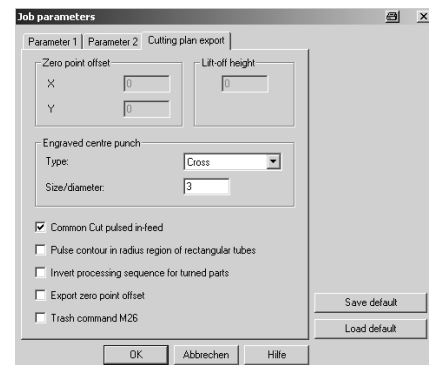 Job parameters
Parameter 1 Parameter 2 Cutting plan export
Zero point offset Lift-off height
X 0 0
Y 0
Engraved centre punch
Type: Cross
Size/diameter: 3
Common Cut pulsed in-feed
Pulse contour in radius region of rectangular tubes
Invert processing sequence for turned parts
Export zero point offset
Trash command M26
Save default
Load default
OK Abbrechen Hilfe